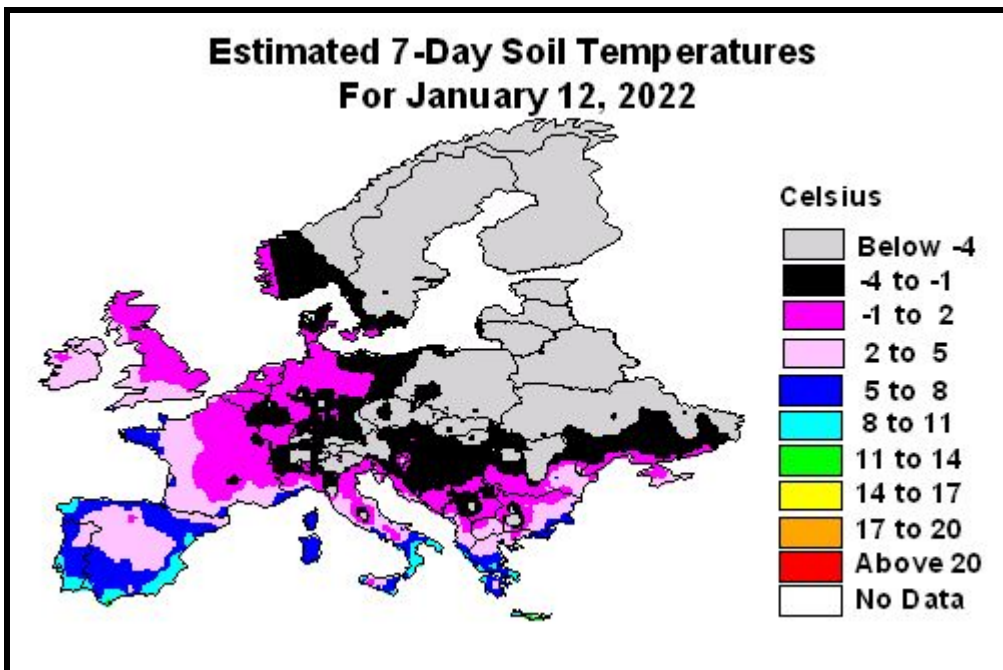 Estimated 7-Day Soil Temperatures
For January 12, 2022
Celsius
Below -4
-4 to -1
-1 to 2
2 to 5
5 to 8
8 to 11
11 to 14
14 to 17
17 to 20
Above 20
No Data